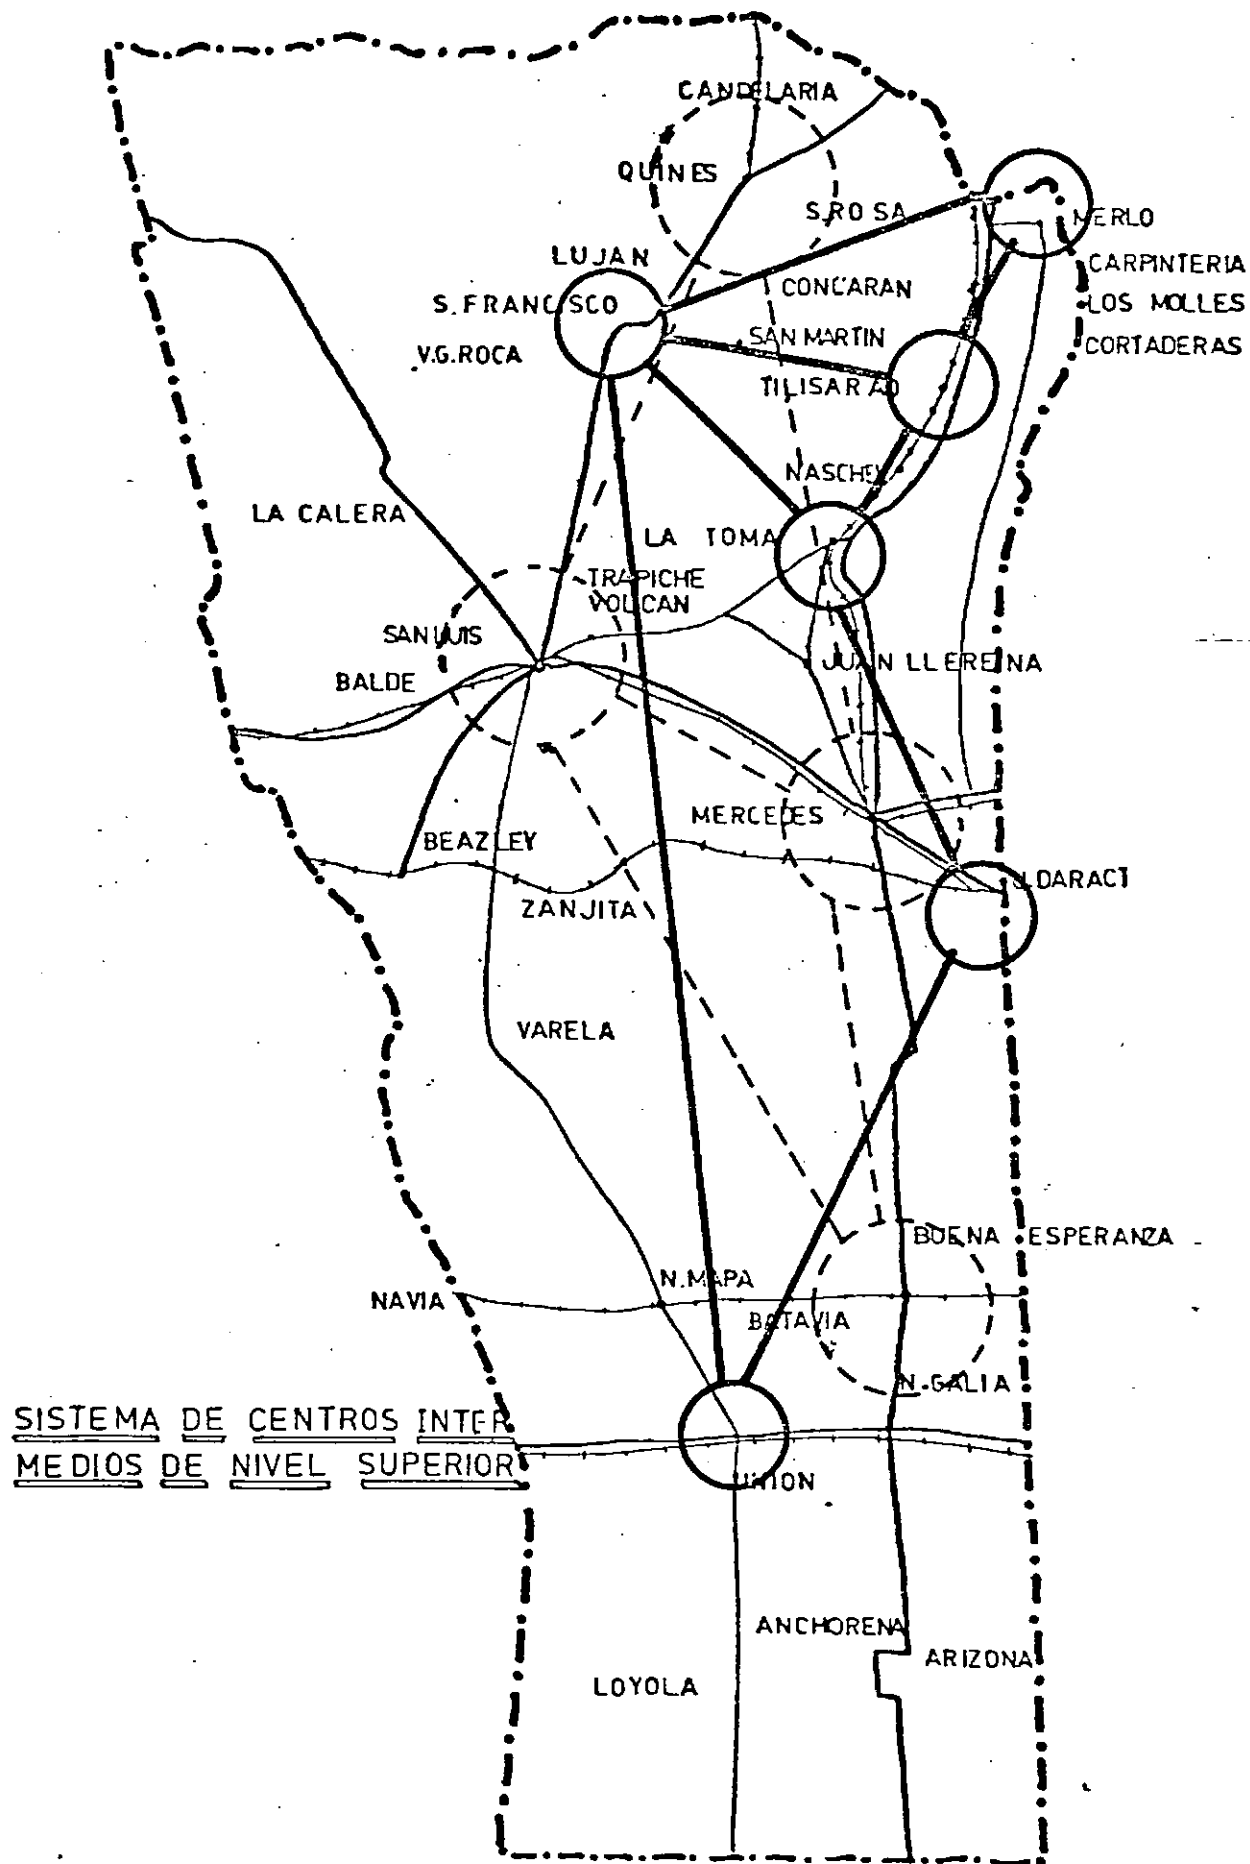 CANDELARIA
QUINES
S.ROSA
MERLO
LUJAN
CARPINTERIA
S.FRANCISCO
CONCARAN
LOS MOLLES
V.G.ROCA
SAN MARTIN
CORTADERAS
TILISARAO
NASCHEL
LA CALERA
LA TOMA
TRAPICHE
VOLCAN
SAN LUIS
JUAN LLERENA
BALDE
MERCEDES
BEAZLEY
J.DARACT
ZANJITA
VARELA
BUENA ESPERANZA
N.MAPA
NAVIA
BATAVIA
N.GALIA
SISTEMA DE CENTROS INTER
MEDIOS DE NIVEL SUPERIOR
UNION
ANCHORENA
ARIZONA
LOYOLA